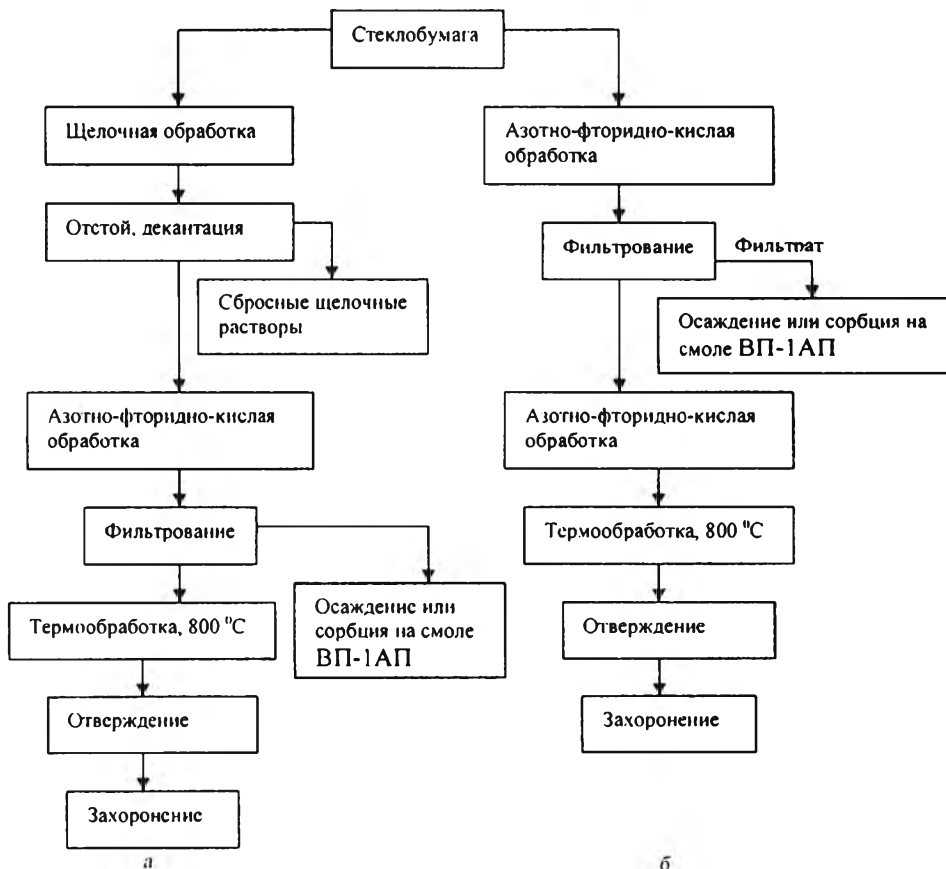 Стеклобумага
Щелочная обработка
Отстой, декантация
Сбросные щелочные
растворы
Азотно-фторидно-кислая
обработка
Фильтрование
Осаждение или
сорбция на смоле
ВП-1АП
Термообработка, 800 °С
Отверждение
Захоронение
а
Азотно-фторидно-кислая
обработка
Фильтрование
Фильтрат
Осаждение или сорбция на
смоле ВП-1АП
Азотно-фторидно-кислая
обработка
Термообработка, 800 °С
Отверждение
Захоронение
б